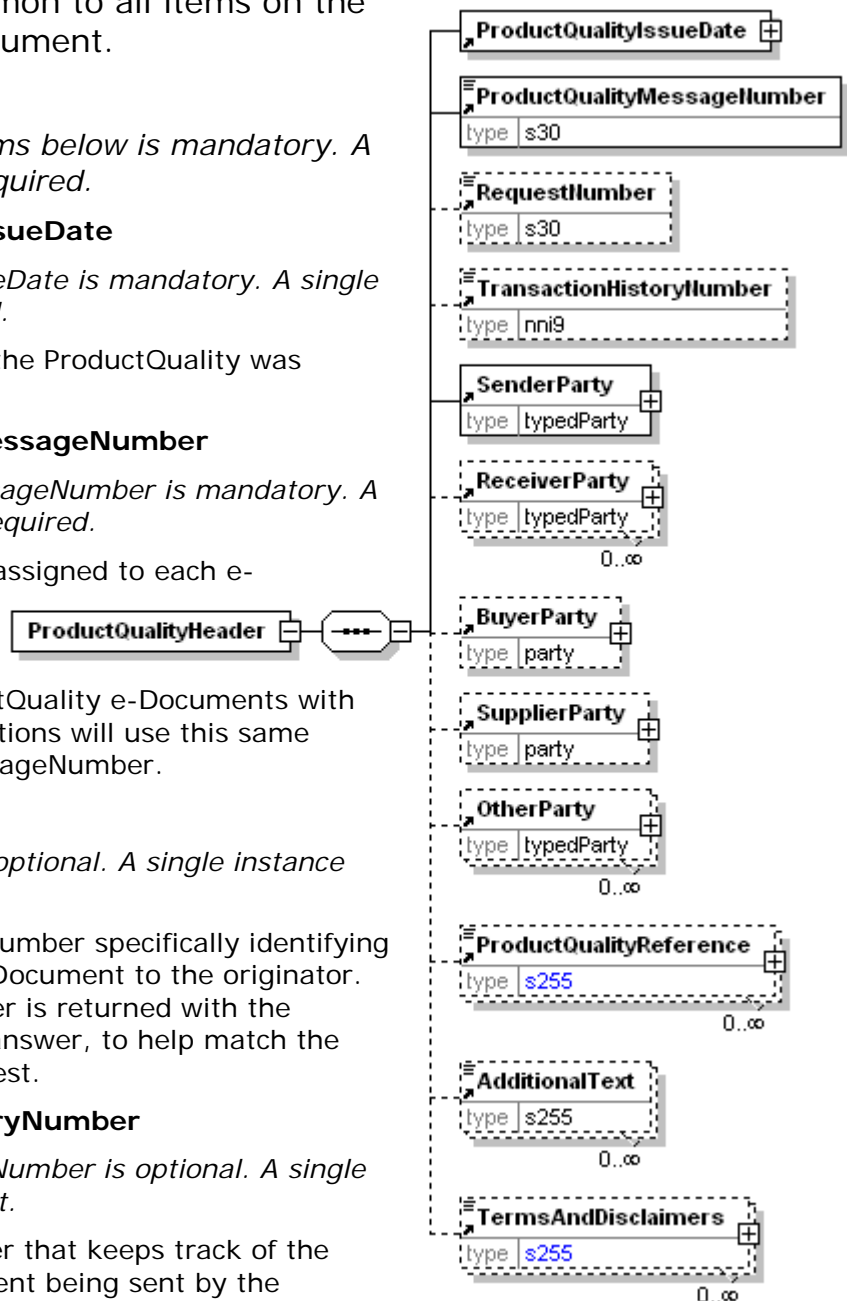 mon to all items on the
ument.
ms below is mandatory. A
quired.
sueDate
eDate is mandatory. A single
.
the ProductQuality was
essageNumber
ageNumber is mandatory. A
equired.
assigned to each e-
ProductQualityHeader
tQuality e-Documents with
tions will use this same
ageNumber.
optional. A single instance
umber specifically identifying
Document to the originator.
er is returned with the
answer, to help match the
est.
ryNumber
Number is optional. A single
t.
er that keeps track of the
ent being sent by the
ProductQualityIssueDate
ProductQualityMessageNumber
type s30
RequestNumber
type s30
TransactionHistoryNumber
type nni9
SenderParty
type typedParty
ReceiverParty
type typedParty
0..∞
BuyerParty
type party
SupplierParty
type party
OtherParty
type typedParty
0..∞
ProductQualityReference
type s255
0..∞
AdditionalText
type s255
0..∞
TermsAndDisclaimers
type s255
0..∞